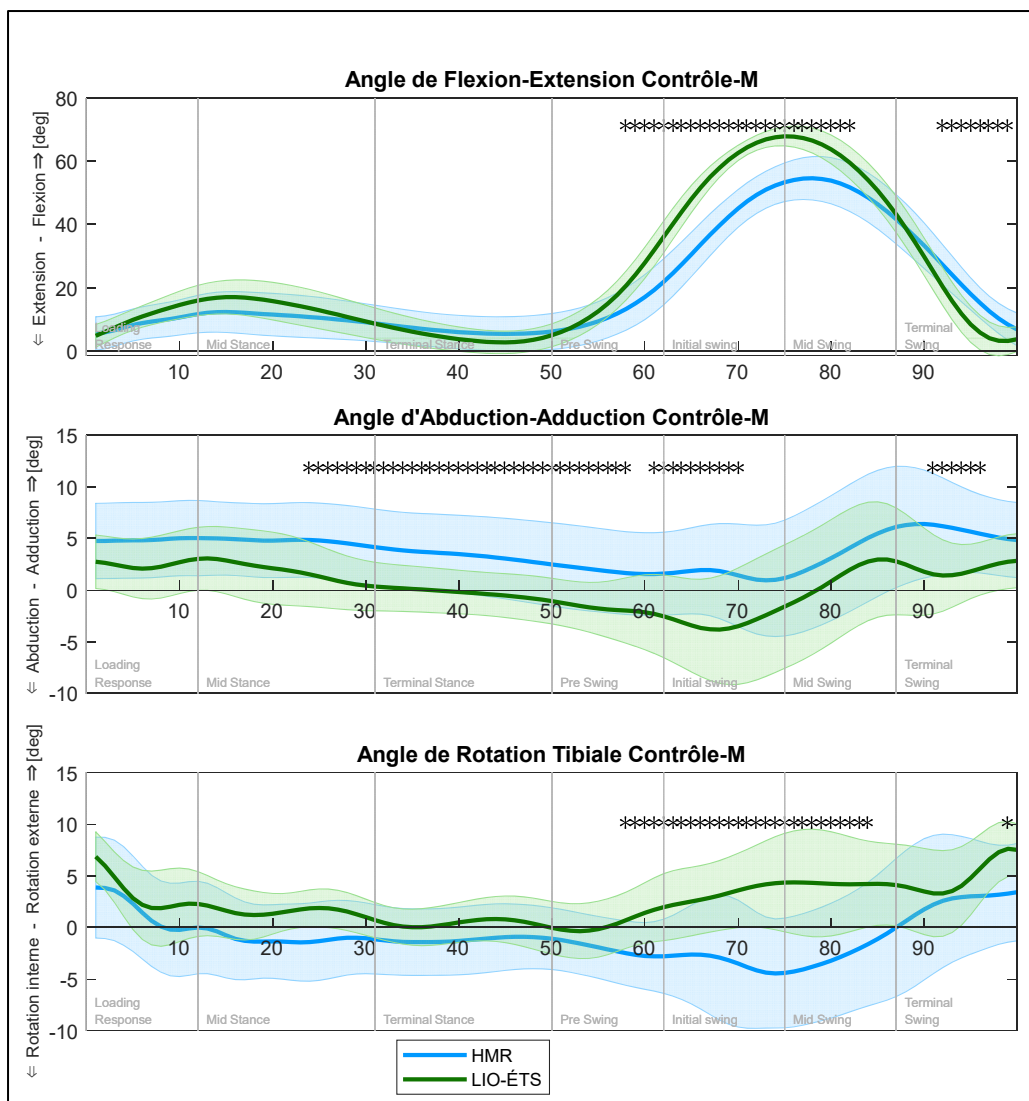 Angle de Flexion-Extension Contrôle-M
⇐ Extension - Flexion ⇒ [deg]
80
60
40
20
0
*************************
********
Loading
Response
Mid Stance
Terminal Stance
Pre Swing
Initial swing
Mid Swing
Terminal
Swing
10 20 30 40 50 60 70 80 90
Angle d'Abduction-Adduction Contrôle-M
⇐ Abduction - Adduction ⇒ [deg]
15
10
5
0
-5
-10
***********************************
**********
******
10 20 30 40 50 60 70 80 90
Loading
Response
Mid Stance
Terminal Stance
Pre Swing
Initial swing
Mid Swing
Terminal
Swing
Angle de Rotation Tibiale Contrôle-M
⇐ Rotation interne - Rotation externe ⇒ [deg]
15
10
5
0
-5
-10
***************************
*
10 20 30 40 50 60 70 80 90
Loading
Response
Mid Stance
Terminal Stance
Pre Swing
Initial swing
Mid Swing
Terminal
Swing
HMR
LIO-ÉTS